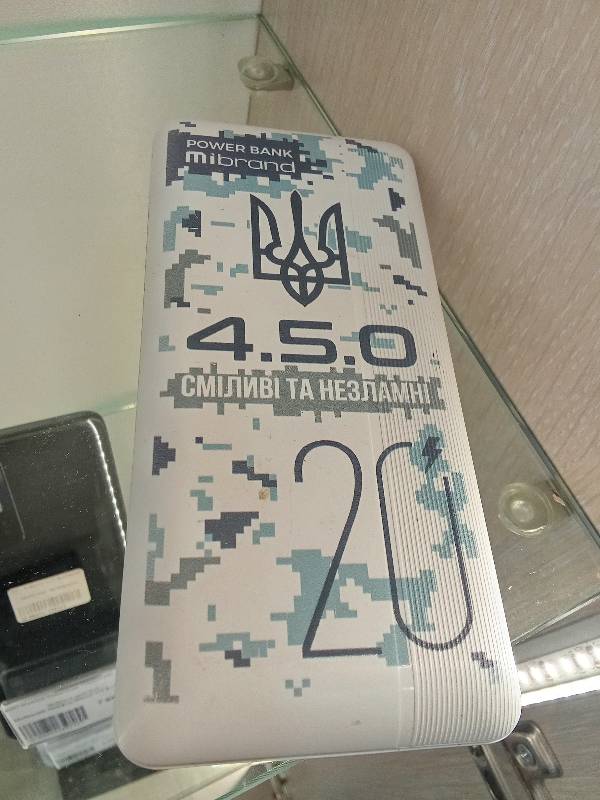 POWER BANK
mibrand
4.5.0
СМІЛИВІ ТА НЕЗЛАМНІ
20